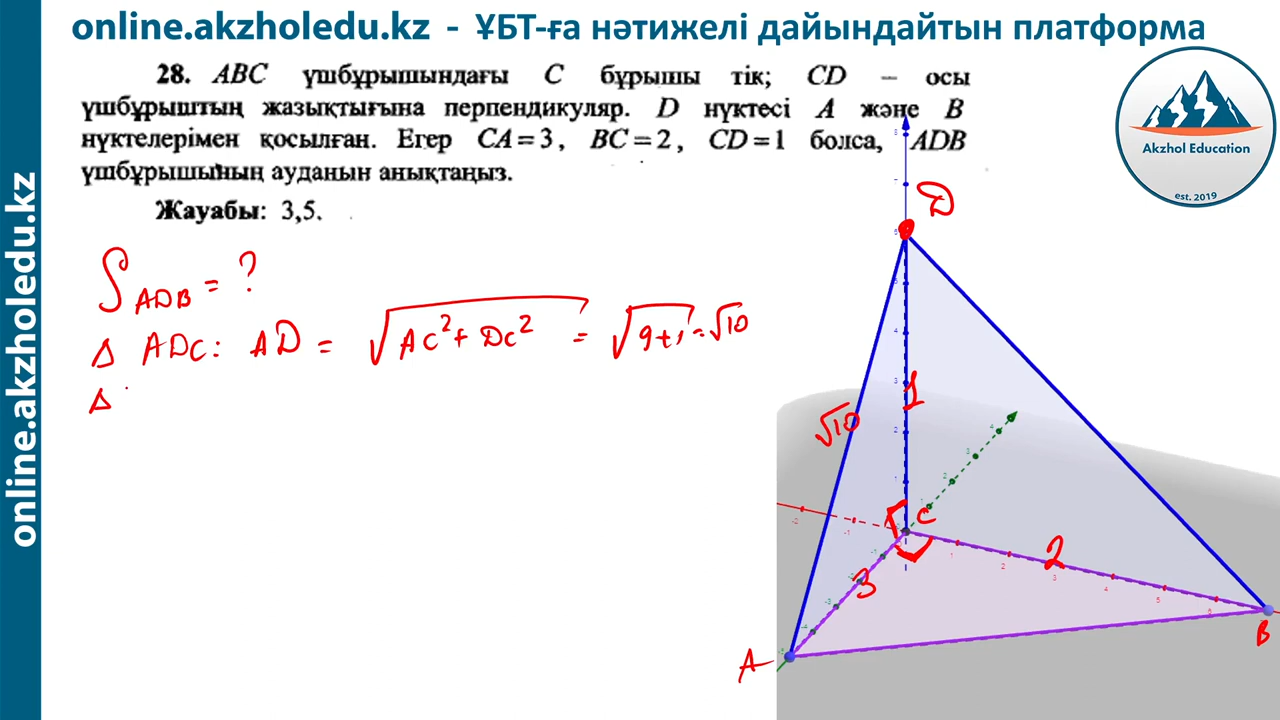 online.akzholedu.kz - ҰБТ-ға нәтижелі дайындайтын платформа
28. ABC үшбұрышындағы C бұрышы тік; CD – осы
үшбұрыштың жазықтығына перпендикуляр. D нүктесі A және B
нүктелерімен қосылған. Егер CA = 3, BC = 2, CD = 1 болса, ADB
үшбұрышының ауданын анықтаңыз.
Жауабы: 3,5.
Akzhol Education
est. 2019
online.akzholedu.kz
S ADB = ?
Δ ADC: AD = √AC² + DC² = √9+1 = √10
Δ
D
√10
1
C
3
2
A
B